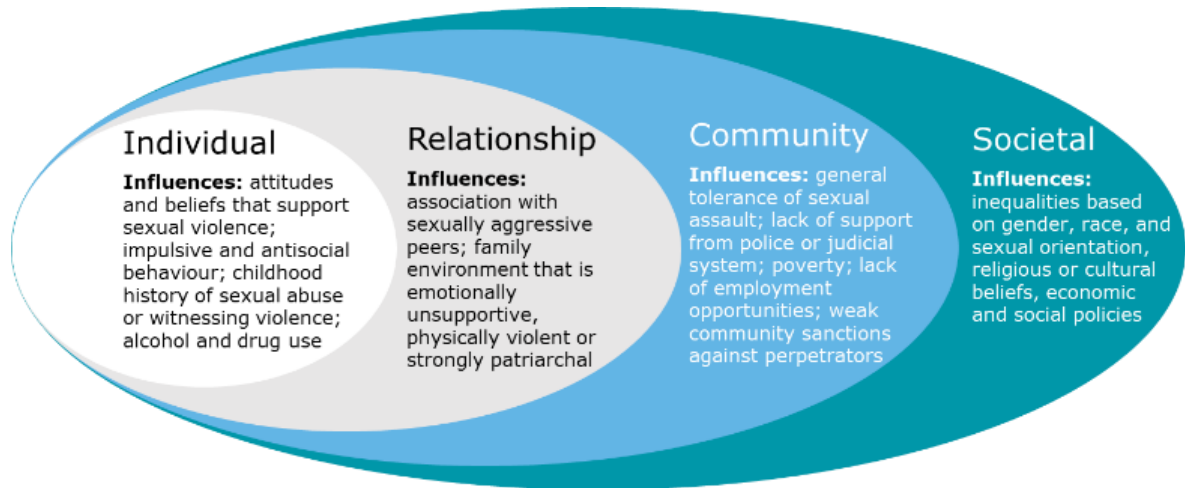 Individual
Influences: attitudes
and beliefs that support
sexual violence;
impulsive and antisocial
behaviour; childhood
history of sexual abuse
or witnessing violence;
alcohol and drug use
Relationship
Influences:
association with
sexually aggressive
peers; family
environment that is
emotionally
unsupportive,
physically violent or
strongly patriarchal
Community
Influences: general
tolerance of sexual
assault; lack of support
from police or judicial
system; poverty; lack
of employment
opportunities; weak
community sanctions
against perpetrators
Societal
Influences:
inequalities based
on gender, race, and
sexual orientation,
religious or cultural
beliefs, economic
and social policies